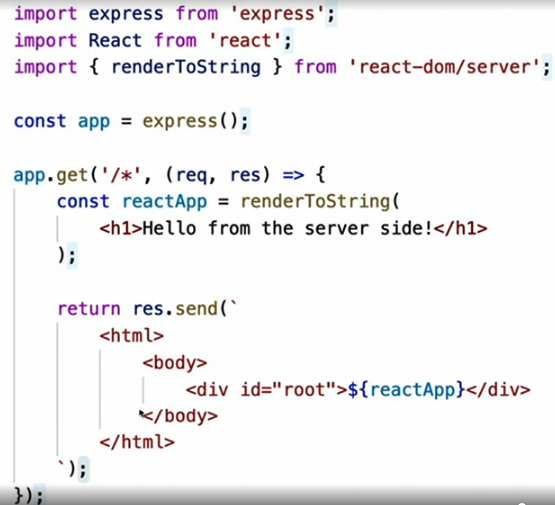 import express from 'express';
import React from 'react';
import { renderToString } from 'react-dom/server';
const app = express();
app.get('/*', (req, res) => {
const reactApp = renderToString(
<h1>Hello from the server side!</h1>
);
return res.send(`
<html>
<body>
<div id="root">${reactApp}</div>
</body>
</html>
`);
});